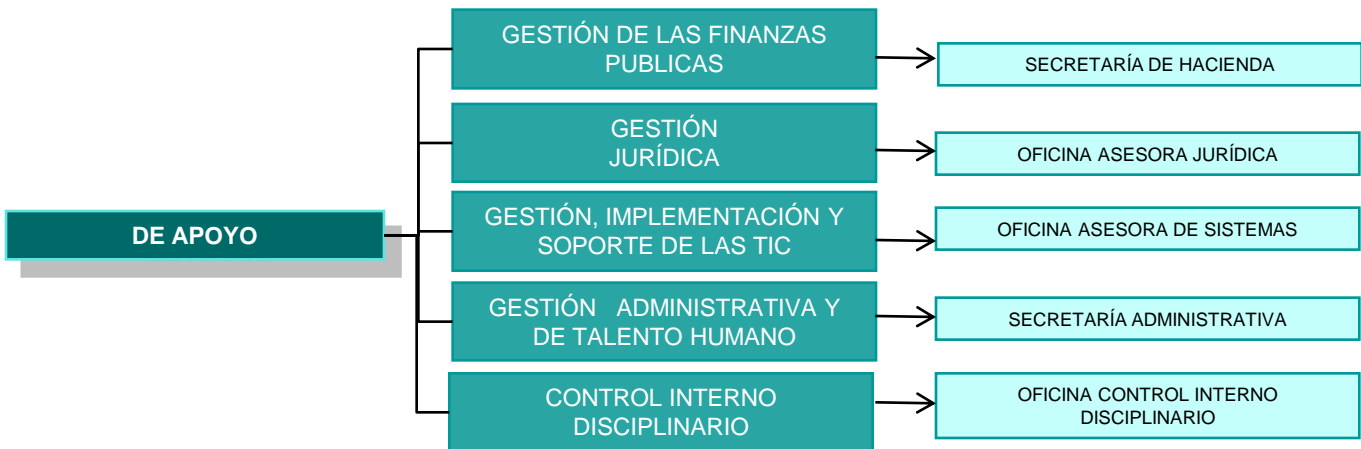 DE APOYO
GESTIÓN DE LAS FINANZAS
PUBLICAS
SECRETARÍA DE HACIENDA
GESTIÓN
JURÍDICA
OFICINA ASESORA JURÍDICA
GESTIÓN, IMPLEMENTACIÓN Y
SOPORTE DE LAS TIC
OFICINA ASESORA DE SISTEMAS
GESTIÓN ADMINISTRATIVA Y
DE TALENTO HUMANO
SECRETARÍA ADMINISTRATIVA
CONTROL INTERNO
DISCIPLINARIO
OFICINA CONTROL INTERNO
DISCIPLINARIO